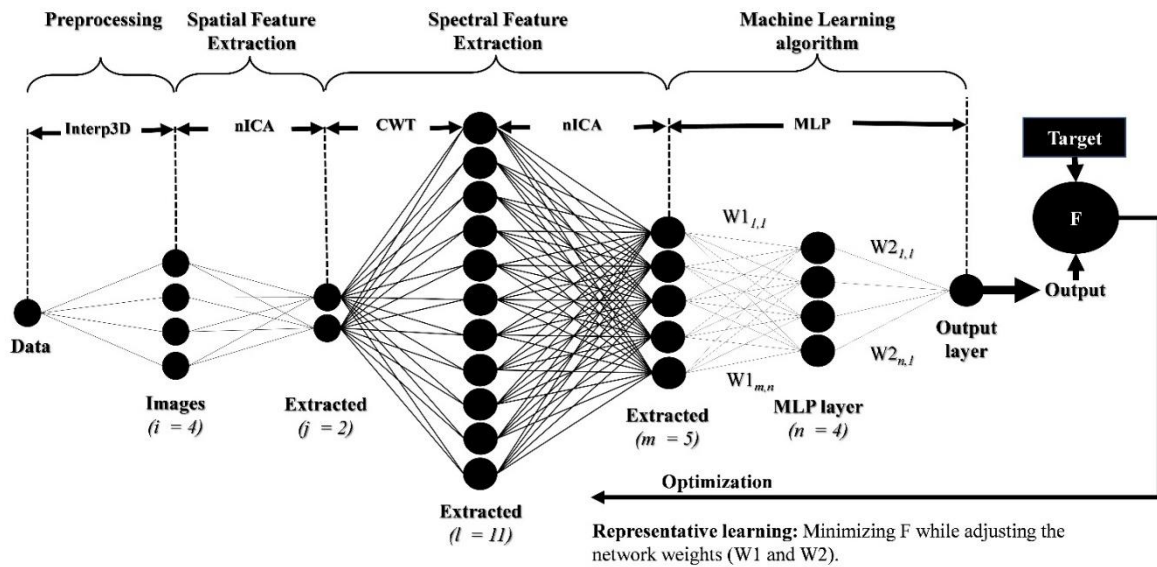 Preprocessing
Spatial Feature
Extraction
Spectral Feature
Extraction
Machine Learning
algorithm
Interp3D
nICA
CWT
nICA
MLP
Target
F
W11,1
W21,1
Data
Output
Output
layer
W2n,1
W1m,n
Images
(i = 4)
Extracted
(j = 2)
Extracted
(m = 5)
MLP layer
(n = 4)
Extracted
(l = 11)
Optimization
Representative learning: Minimizing F while adjusting the
network weights (W1 and W2).